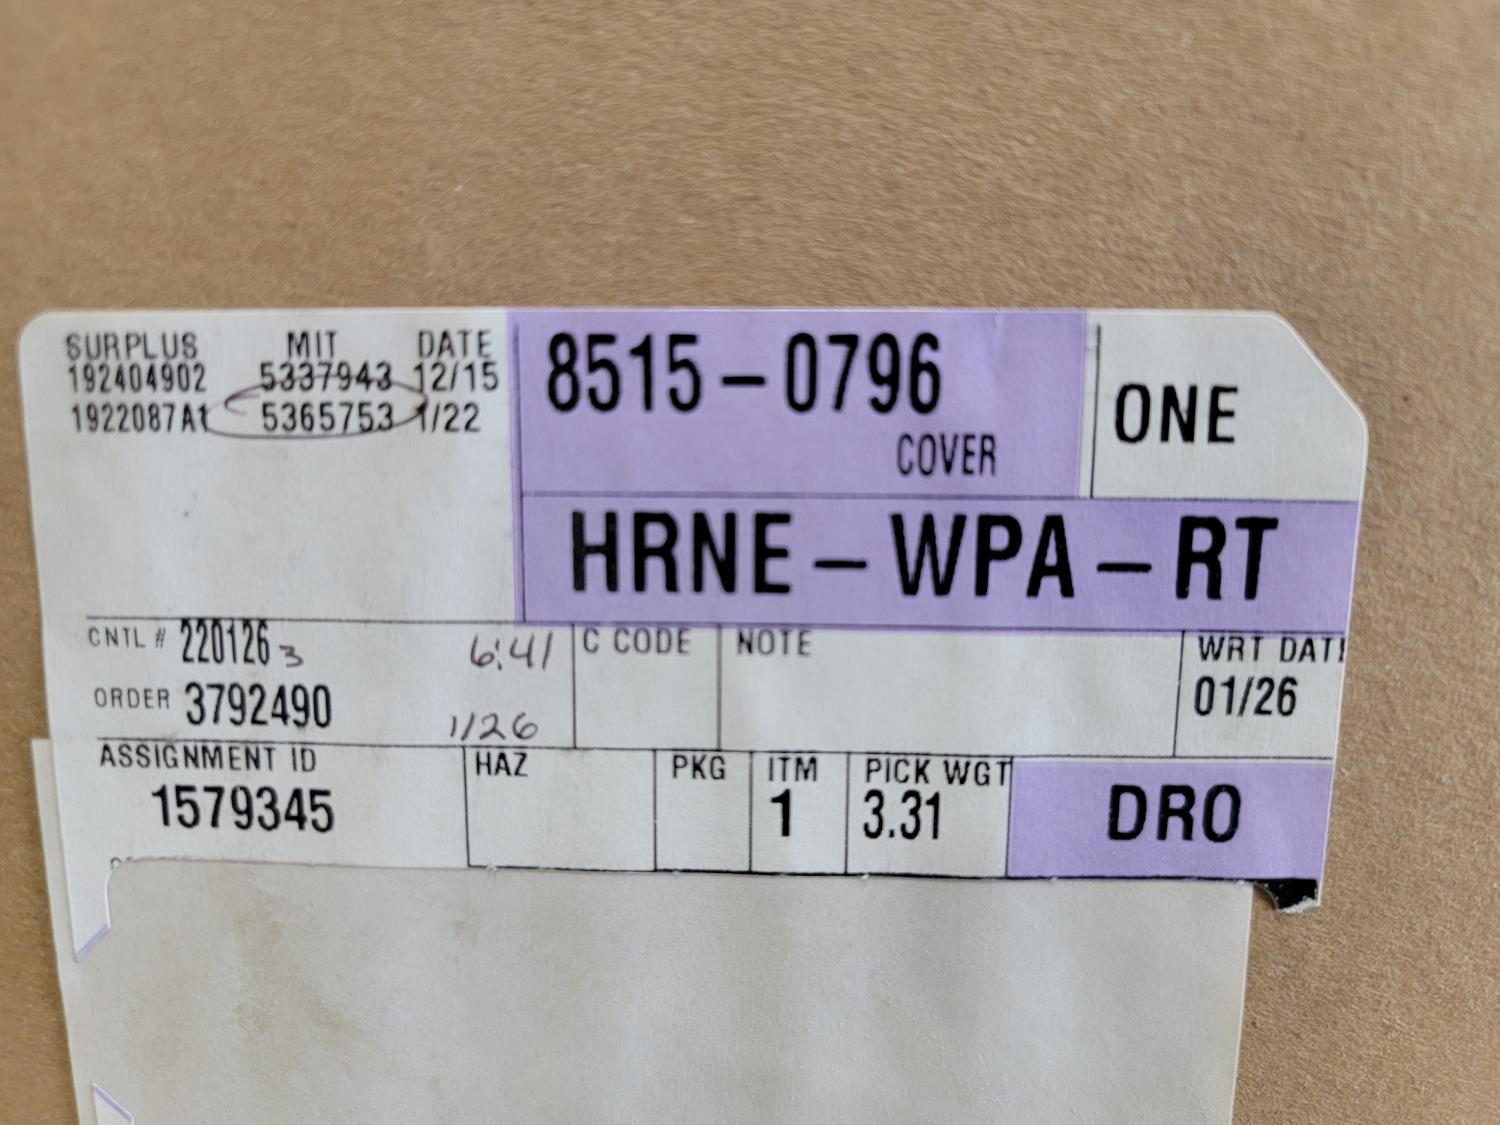 SURPLUS MIT DATE
192404902 5337943 12/15
1922087A1 5365753 1/22
8515-0796
COVER
ONE
HRNE-WPA-RT
CNTL # 220126 3 6:41
ORDER 3792490 1/26
C CODE
NOTE
WRT DAT
01/26
ASSIGNMENT ID
1579345
HAZ
PKG
ITM
1
PICK WGT
3.31
DRO